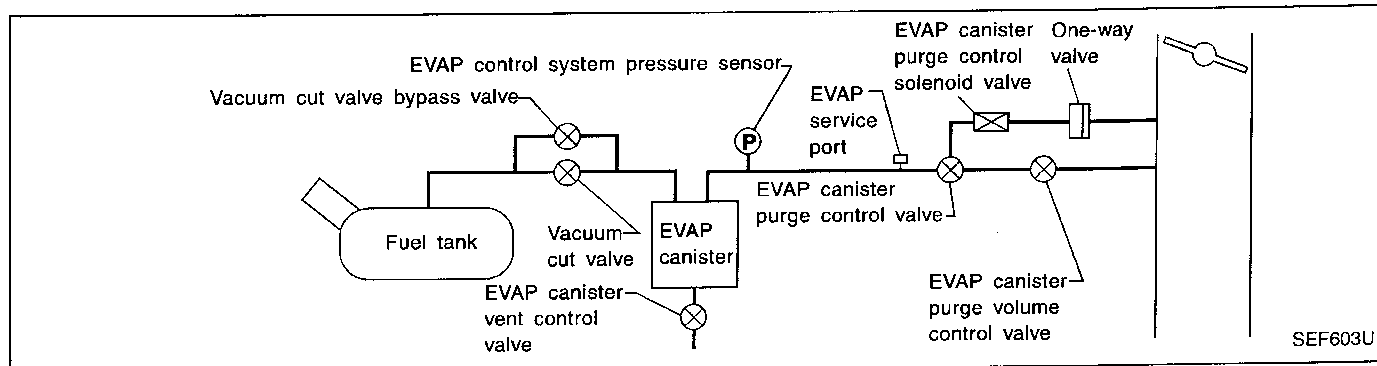 EVAP canister
purge control
solenoid valve
One-way
valve
EVAP control system pressure sensor
Vacuum cut valve bypass valve
EVAP
service
port
P
EVAP canister
purge control valve
Fuel tank
Vacuum
cut valve
EVAP
canister
EVAP canister
vent control
valve
EVAP canister
purge volume
control valve
SEF603U